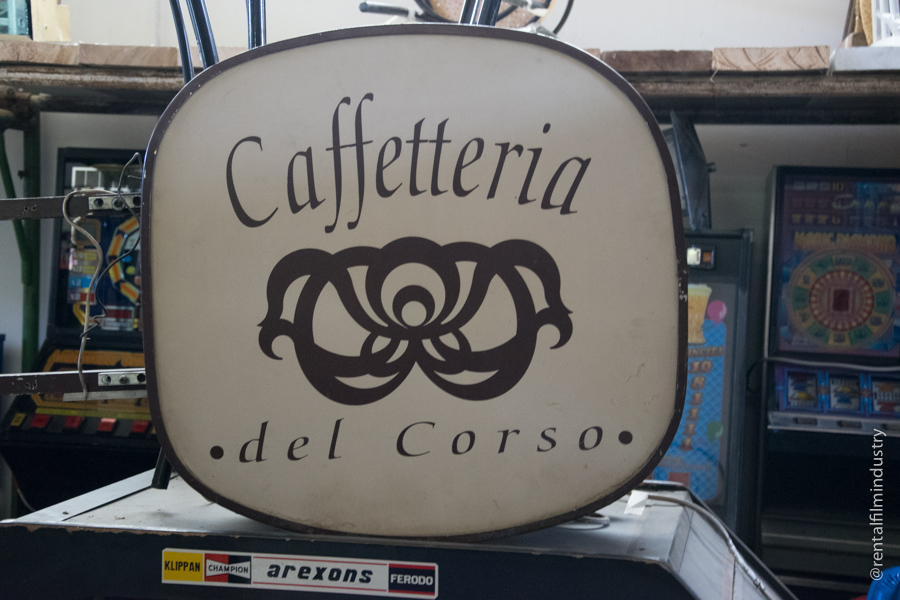 Caffetteria
•del Corso•
KLIPPAN CHAMPION arexons FERODO
@rentalfilmindustry